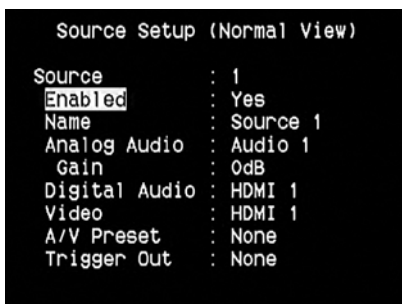 Source Setup (Normal View)
Source : 1
Enabled : Yes
Name : Source 1
Analog Audio : Audio 1
Gain : 0dB
Digital Audio : HDMI 1
Video : HDMI 1
A/V Preset : None
Trigger Out : None